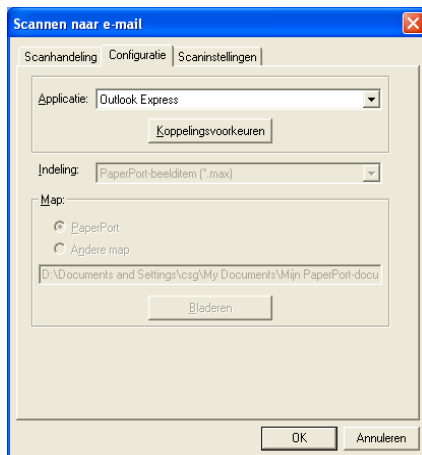 Scannen naar e-mail
Scanhandeling Configuratie Scaninstellingen
Applicatie: Outlook Express
Koppelingsvoorkeuren
Indeling: PaperPort-beelditem (*.max)
Map:
PaperPort
Andere map
D:\Documents and Settings\csg\My Documents\Mijn PaperPort-docu
Bladeren
OK Annuleren